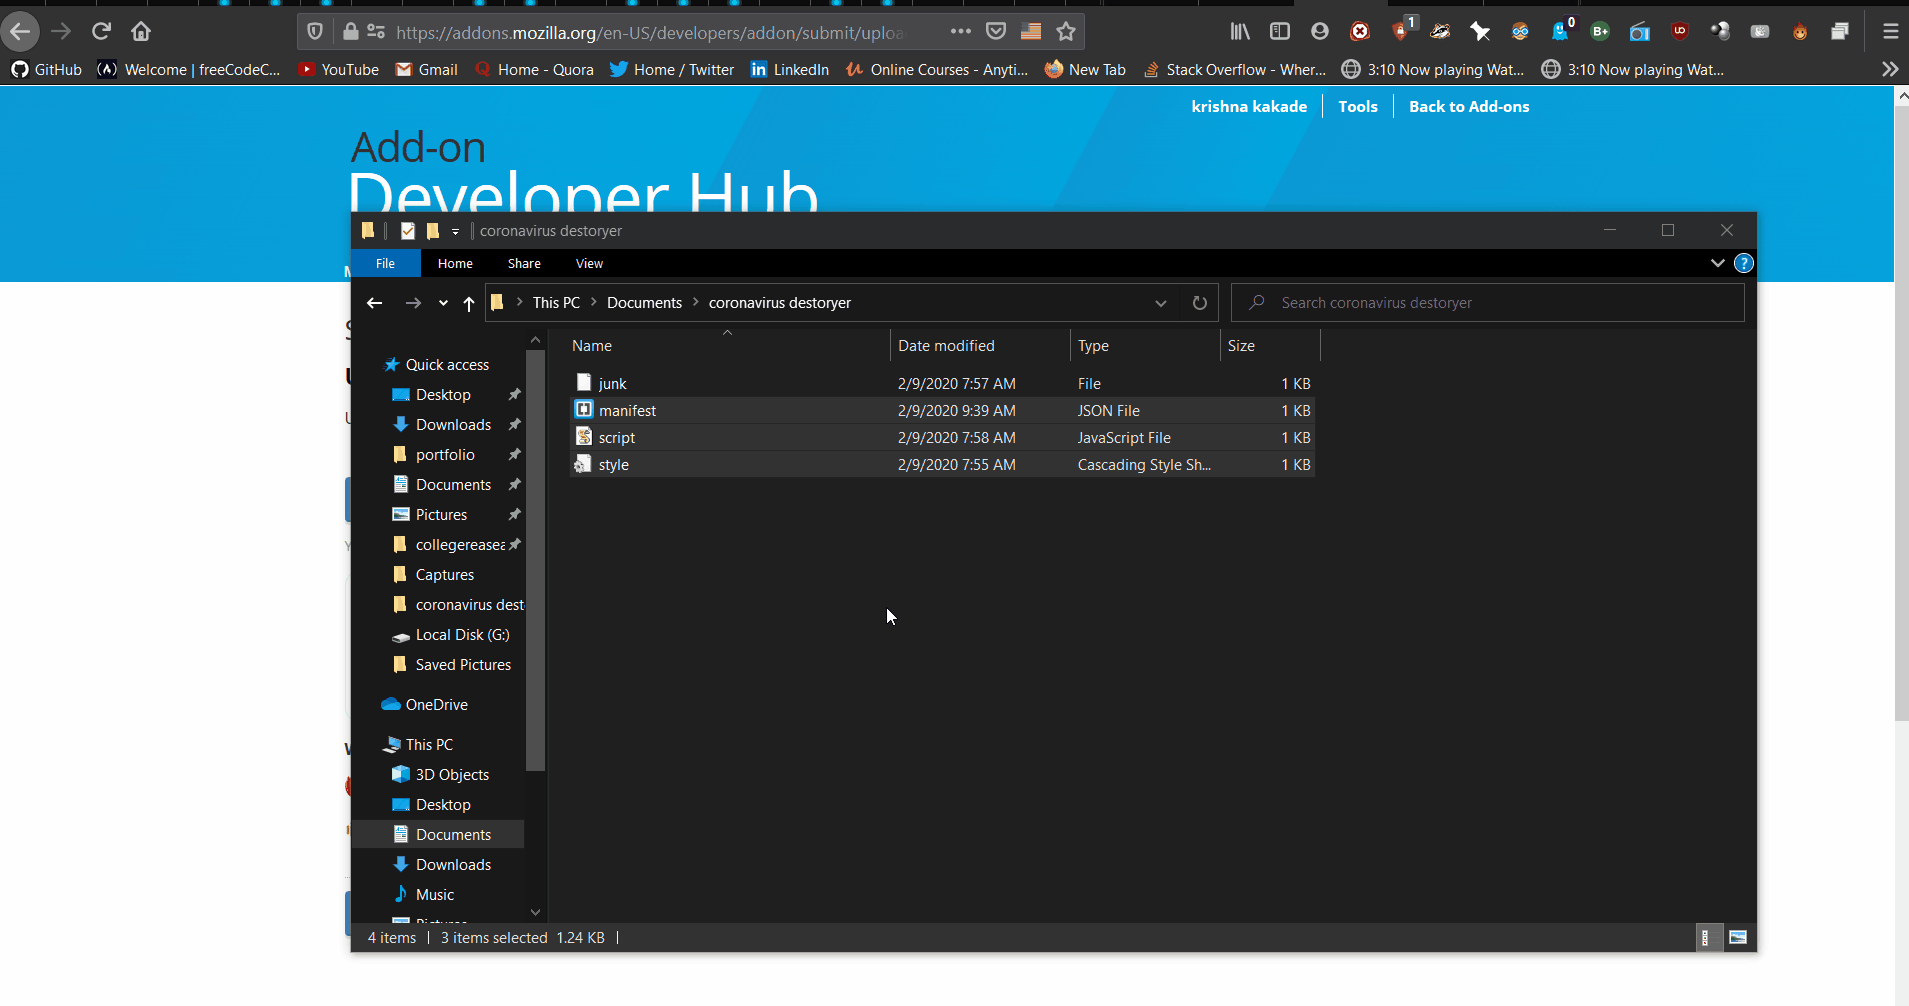 https://addons.mozilla.org/en-US/developers/addon/submit/uploa
1
0
B+
GitHub
Welcome | freeCodeC...
YouTube
Gmail
Home - Quora
Home / Twitter
LinkedIn
Online Courses - Anyti...
New Tab
Stack Overflow - Wher...
3:10 Now playing Wat...
3:10 Now playing Wat...
krishna kakade
Tools
Back to Add-ons
Add-on
Developer Hub
coronavirus destoryer
File
Home
Share
View
This PC
Documents
coronavirus destoryer
Search coronavirus destoryer
Name
Date modified
Type
Size
junk 2/9/2020 7:57 AM File 1 KB
manifest 2/9/2020 9:39 AM JSON File 1 KB
script 2/9/2020 7:58 AM JavaScript File 1 KB
style 2/9/2020 7:55 AM Cascading Style Sh... 1 KB
Quick access
Desktop
Downloads
portfolio
Documents
Pictures
collegereasea
Captures
coronavirus dest
Local Disk (G:)
Saved Pictures
OneDrive
This PC
3D Objects
Desktop
Documents
Downloads
Music
Pictures
4 items
3 items selected 1.24 KB